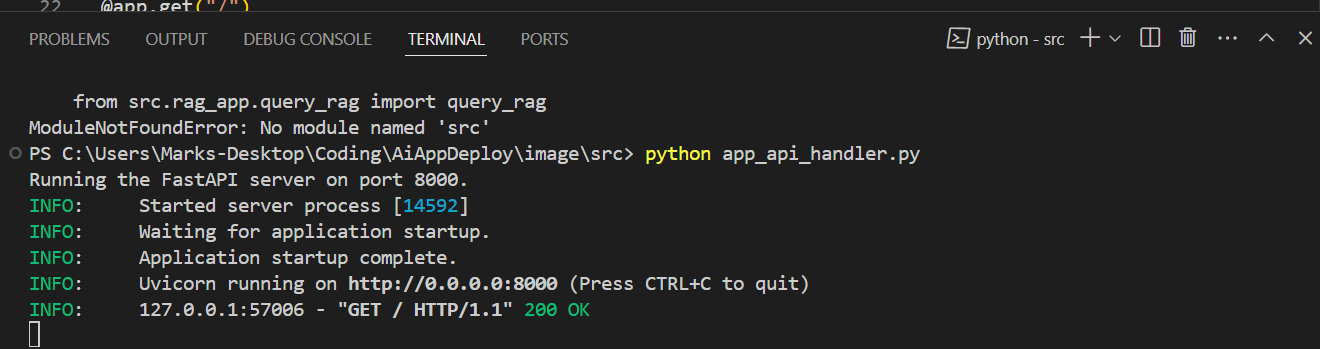 22 @app.get("/")
PROBLEMS OUTPUT DEBUG CONSOLE TERMINAL PORTS python - src
from src.rag_app.query_rag import query_rag
ModuleNotFoundError: No module named 'src'
PS C:\Users\Marks-Desktop\Coding\AiAppDeploy\image\src> python app_api_handler.py
Running the FastAPI server on port 8000.
INFO: Started server process [14592]
INFO: Waiting for application startup.
INFO: Application startup complete.
INFO: Uvicorn running on http://0.0.0.0:8000 (Press CTRL+C to quit)
INFO: 127.0.0.1:57006 - "GET / HTTP/1.1" 200 OK